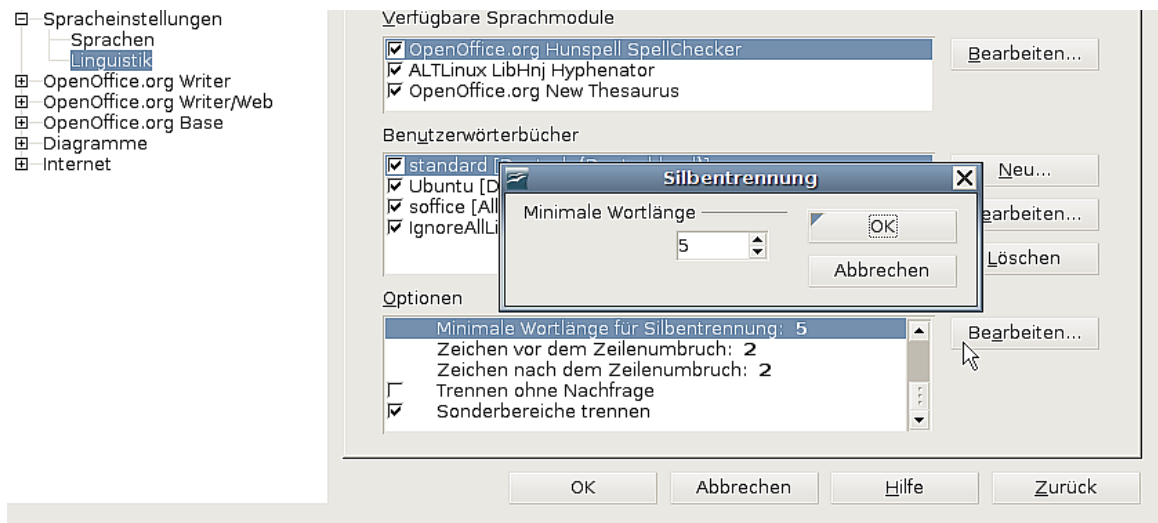 Spracheinstellungen
Sprachen
Linguistik
OpenOffice.org Writer
OpenOffice.org Writer/Web
OpenOffice.org Base
Diagramme
Internet
Verfügbare Sprachmodule
OpenOffice.org Hunspell SpellChecker
ALTLinux LibHnj Hyphenator
OpenOffice.org New Thesaurus
Bearbeiten...
Benutzerwörterbücher
standard
Ubuntu [D
soffice [All
IgnoreAllLi
Neu...
earbeiten...
Löschen
Silbentrennung
Minimale Wortlänge
5
OK
Abbrechen
Optionen
Minimale Wortlänge für Silbentrennung: 5
Zeichen vor dem Zeilenumbruch: 2
Zeichen nach dem Zeilenumbruch: 2
Trennen ohne Nachfrage
Sonderbereiche trennen
Bearbeiten...
OK
Abbrechen
Hilfe
Zurück